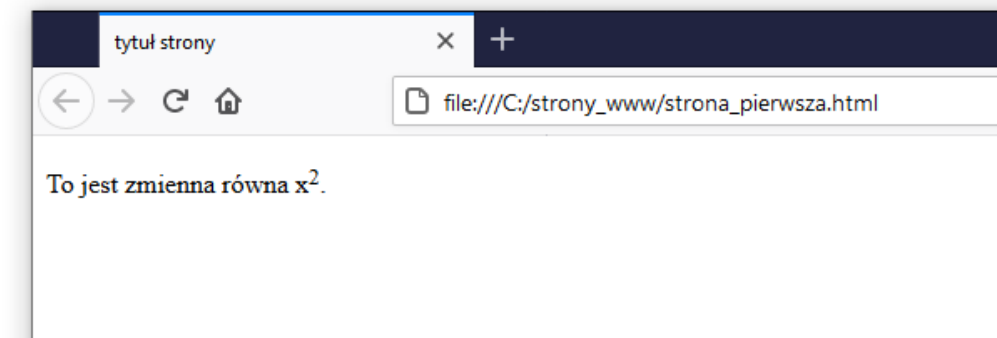 tytuł strony
file:///C:/strony_www/strona_pierwsza.html
To jest zmienna równa x².